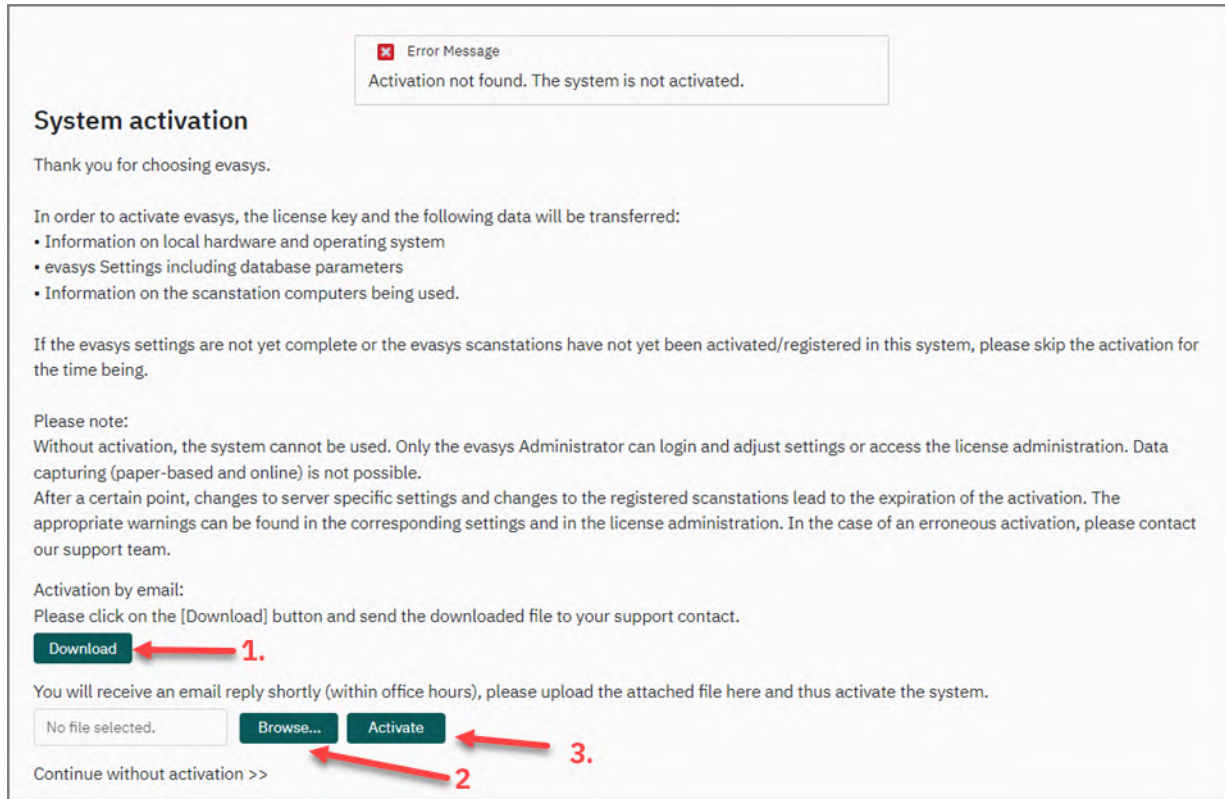 Error Message
Activation not found. The system is not activated.
System activation
Thank you for choosing evasys.
In order to activate evasys, the license key and the following data will be transferred:
• Information on local hardware and operating system
• evasys Settings including database parameters
• Information on the scanstation computers being used.
If the evasys settings are not yet complete or the evasys scanstations have not yet been activated/registered in this system, please skip the activation for
the time being.
Please note:
Without activation, the system cannot be used. Only the evasys Administrator can login and adjust settings or access the license administration. Data
capturing (paper-based and online) is not possible.
After a certain point, changes to server specific settings and changes to the registered scanstations lead to the expiration of the activation. The
appropriate warnings can be found in the corresponding settings and in the license administration. In the case of an erroneous activation, please contact
our support team.
Activation by email:
Please click on the [Download] button and send the downloaded file to your support contact.
Download 1.
You will receive an email reply shortly (within office hours), please upload the attached file here and thus activate the system.
No file selected. Browse... Activate 3.
Continue without activation >> 2